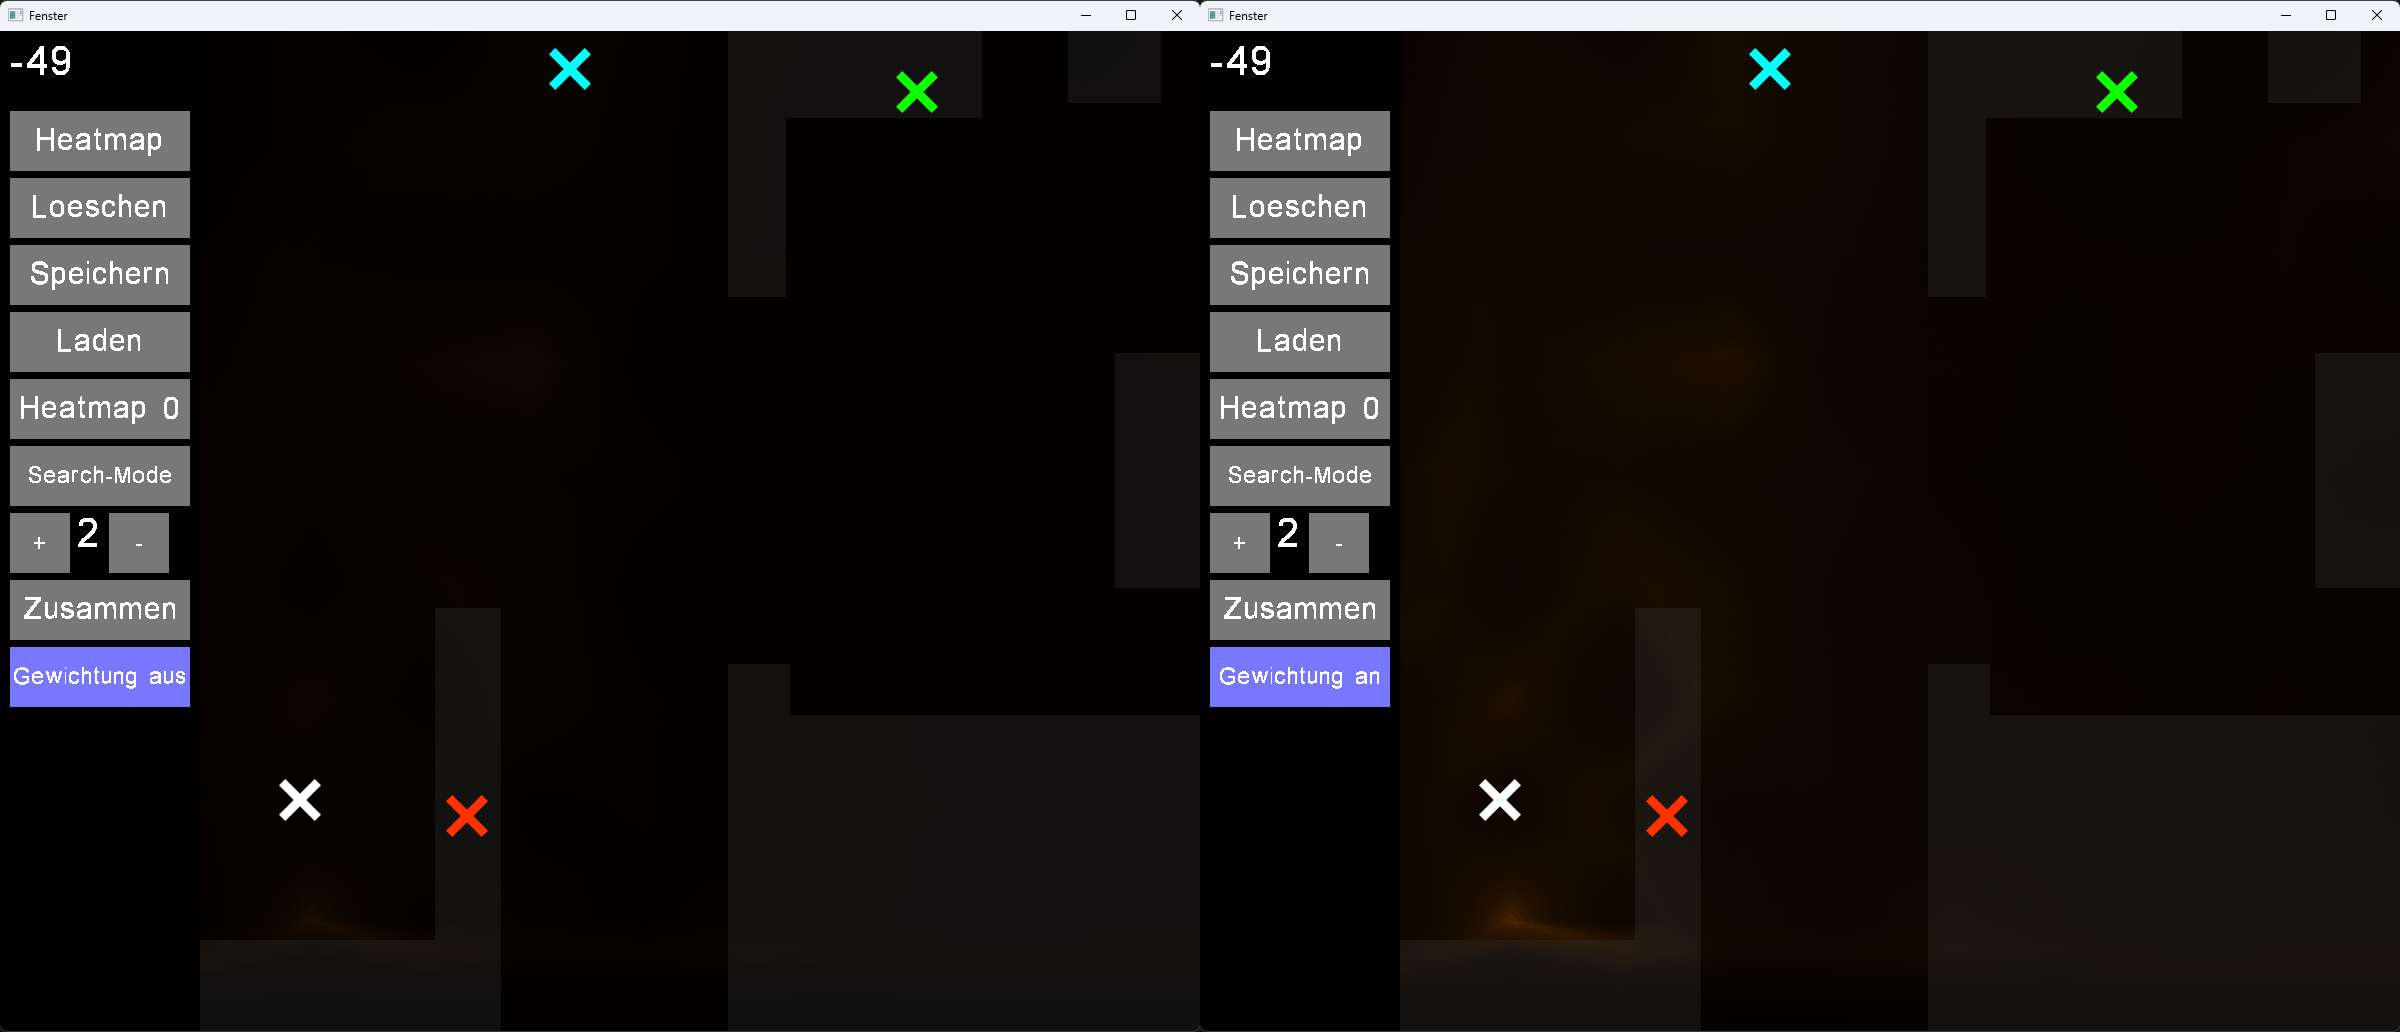 Fenster
-49
Heatmap
Loeschen
Speichern
Laden
Heatmap 0
Search-Mode
+ 2 -
Zusammen
Gewichtung aus
Fenster
-49
Heatmap
Loeschen
Speichern
Laden
Heatmap 0
Search-Mode
+ 2 -
Zusammen
Gewichtung an